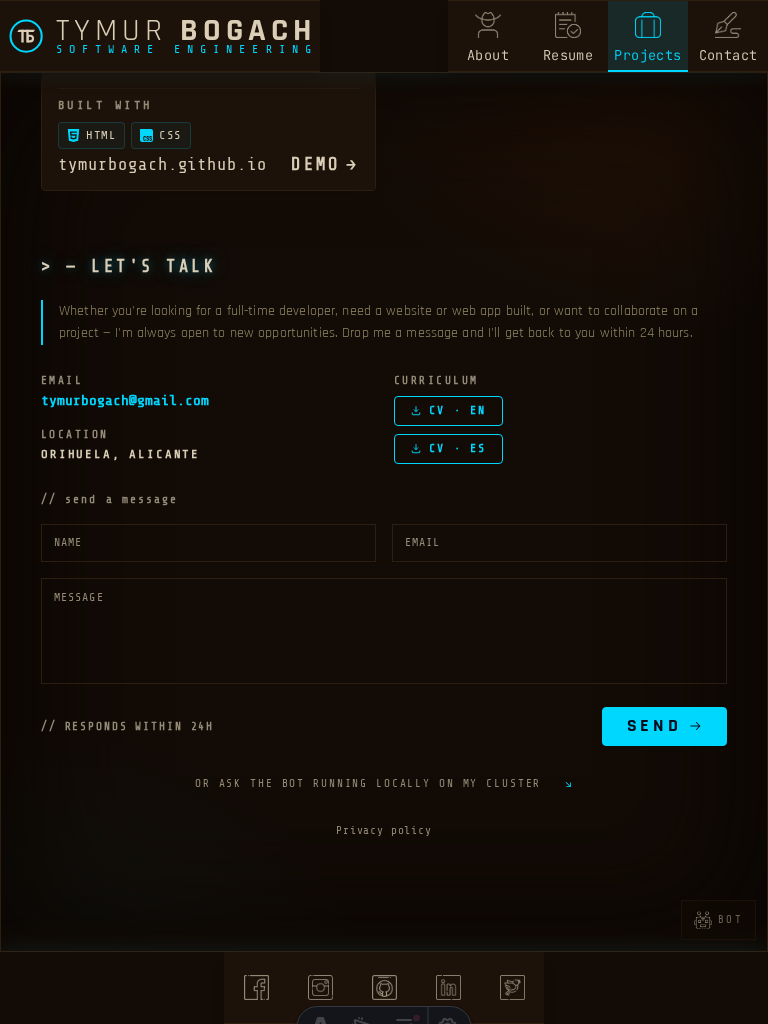 TYMUR BOGACH
SOFTWARE ENGINEERING
About
Resume
Projects
Contact
BUILT WITH
HTML
CSS
tymurbogach.github.io
DEMO →
> — LET'S TALK
Whether you're looking for a full-time developer, need a website or web app built, or want to collaborate on a
project — I'm always open to new opportunities. Drop me a message and I'll get back to you within 24 hours.
EMAIL
tymurbogach@gmail.com
LOCATION
ORIHUELA, ALICANTE
CURRICULUM
CV · EN
CV · ES
// send a message
NAME
EMAIL
MESSAGE
// RESPONDS WITHIN 24H
SEND →
OR ASK THE BOT RUNNING LOCALLY ON MY CLUSTER ↘
Privacy policy
BOT